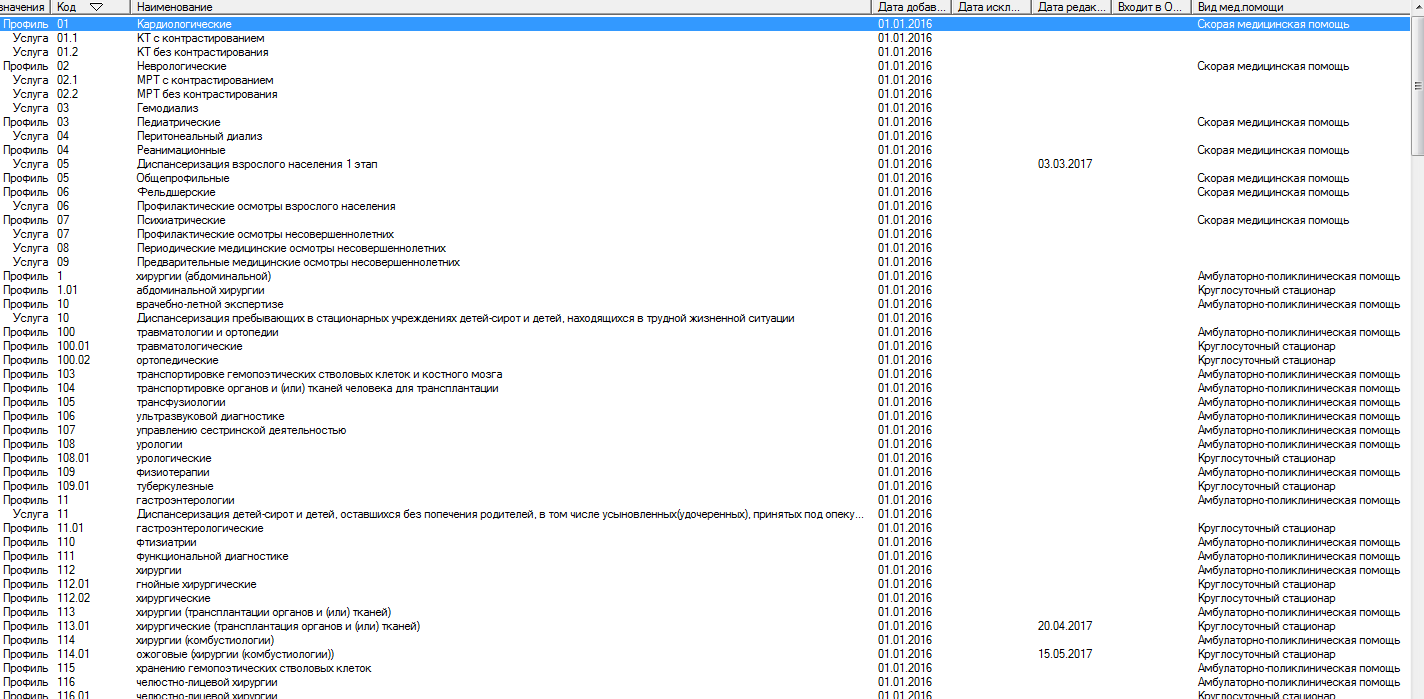 значения Код Наименование Дата добав... Дата искл... Дата редак... Входит в О... Вид мед.помощи
Профиль 01 Кардиологические 01.01.2016 Скорая медицинская помощь
Услуга 01.1 КТ с контрастированием 01.01.2016
Услуга 01.2 КТ без контрастирования 01.01.2016
Профиль 02 Неврологические 01.01.2016 Скорая медицинская помощь
Услуга 02.1 МРТ с контрастированием 01.01.2016
Услуга 02.2 МРТ без контрастирования 01.01.2016
Услуга 03 Гемодиализ 01.01.2016
Профиль 03 Педиатрические 01.01.2016 Скорая медицинская помощь
Услуга 04 Перитонеальный диализ 01.01.2016
Профиль 04 Реанимационные 01.01.2016 Скорая медицинская помощь
Услуга 05 Диспансеризация взрослого населения 1 этап 01.01.2016 03.03.2017
Профиль 05 Общепрофильные 01.01.2016 Скорая медицинская помощь
Профиль 06 Фельдшерские 01.01.2016 Скорая медицинская помощь
Услуга 06 Профилактические осмотры взрослого населения 01.01.2016
Профиль 07 Психиатрические 01.01.2016 Скорая медицинская помощь
Услуга 07 Профилактические осмотры несовершеннолетних 01.01.2016
Услуга 08 Периодические медицинские осмотры несовершеннолетних 01.01.2016
Услуга 09 Предварительные медицинские осмотры несовершеннолетних 01.01.2016
Профиль 1 хирургии (абдоминальной) 01.01.2016 Амбулаторно-поликлиническая помощь
Профиль 1.01 абдоминальной хирургии 01.01.2016 Круглосуточный стационар
Профиль 10 врачебно-летной экспертизе 01.01.2016 Амбулаторно-поликлиническая помощь
Услуга 10 Диспансеризация пребывающих в стационарных учреждениях детей-сирот и детей, находящихся в трудной жизненной ситуации 01.01.2016
Профиль 100 травматологии и ортопедии 01.01.2016 Амбулаторно-поликлиническая помощь
Профиль 100.01 травматологические 01.01.2016 Круглосуточный стационар
Профиль 100.02 ортопедические 01.01.2016 Круглосуточный стационар
Профиль 103 транспортировке гемопоэтических стволовых клеток и костного мозга 01.01.2016 Амбулаторно-поликлиническая помощь
Профиль 104 транспортировке органов и (или) тканей человека для трансплантации 01.01.2016 Амбулаторно-поликлиническая помощь
Профиль 105 трансфузиологии 01.01.2016 Амбулаторно-поликлиническая помощь
Профиль 106 ультразвуковой диагностике 01.01.2016 Амбулаторно-поликлиническая помощь
Профиль 107 управлению сестринской деятельностью 01.01.2016 Амбулаторно-поликлиническая помощь
Профиль 108 урологии 01.01.2016 Амбулаторно-поликлиническая помощь
Профиль 108.01 урологические 01.01.2016 Круглосуточный стационар
Профиль 109 физиотерапии 01.01.2016 Амбулаторно-поликлиническая помощь
Профиль 109.01 туберкулезные 01.01.2016 Круглосуточный стационар
Профиль 11 гастроэнтерологии 01.01.2016 Амбулаторно-поликлиническая помощь
Услуга 11 Диспансеризация детей-сирот и детей, оставшихся без попечения родителей, в том числе усыновленных(удочеренных), принятых под опеку... 01.01.2016
Профиль 11.01 гастроэнтерологические 01.01.2016 Круглосуточный стационар
Профиль 110 фтизиатрии 01.01.2016 Амбулаторно-поликлиническая помощь
Профиль 111 функциональной диагностике 01.01.2016 Амбулаторно-поликлиническая помощь
Профиль 112 хирургии 01.01.2016 Амбулаторно-поликлиническая помощь
Профиль 112.01 гнойные хирургические 01.01.2016 Круглосуточный стационар
Профиль 112.02 хирургические 01.01.2016 Круглосуточный стационар
Профиль 113 хирургии (трансплантации органов и (или) тканей) 01.01.2016 Амбулаторно-поликлиническая помощь
Профиль 113.01 хирургические (трансплантация органов и (или) тканей) 01.01.2016 20.04.2017 Круглосуточный стационар
Профиль 114 хирургии (комбустиологии) 01.01.2016 Амбулаторно-поликлиническая помощь
Профиль 114.01 ожоговые (хирургии (комбустиологии)) 01.01.2016 15.05.2017 Круглосуточный стационар
Профиль 115 хранению гемопоэтических стволовых клеток 01.01.2016 Амбулаторно-поликлиническая помощь
Профиль 116 челюстно-лицевой хирургии 01.01.2016 Амбулаторно-поликлиническая помощь
Профиль 116.01 челюстно-лицевой хирургии 01.01.2016 Круглосуточный стационар